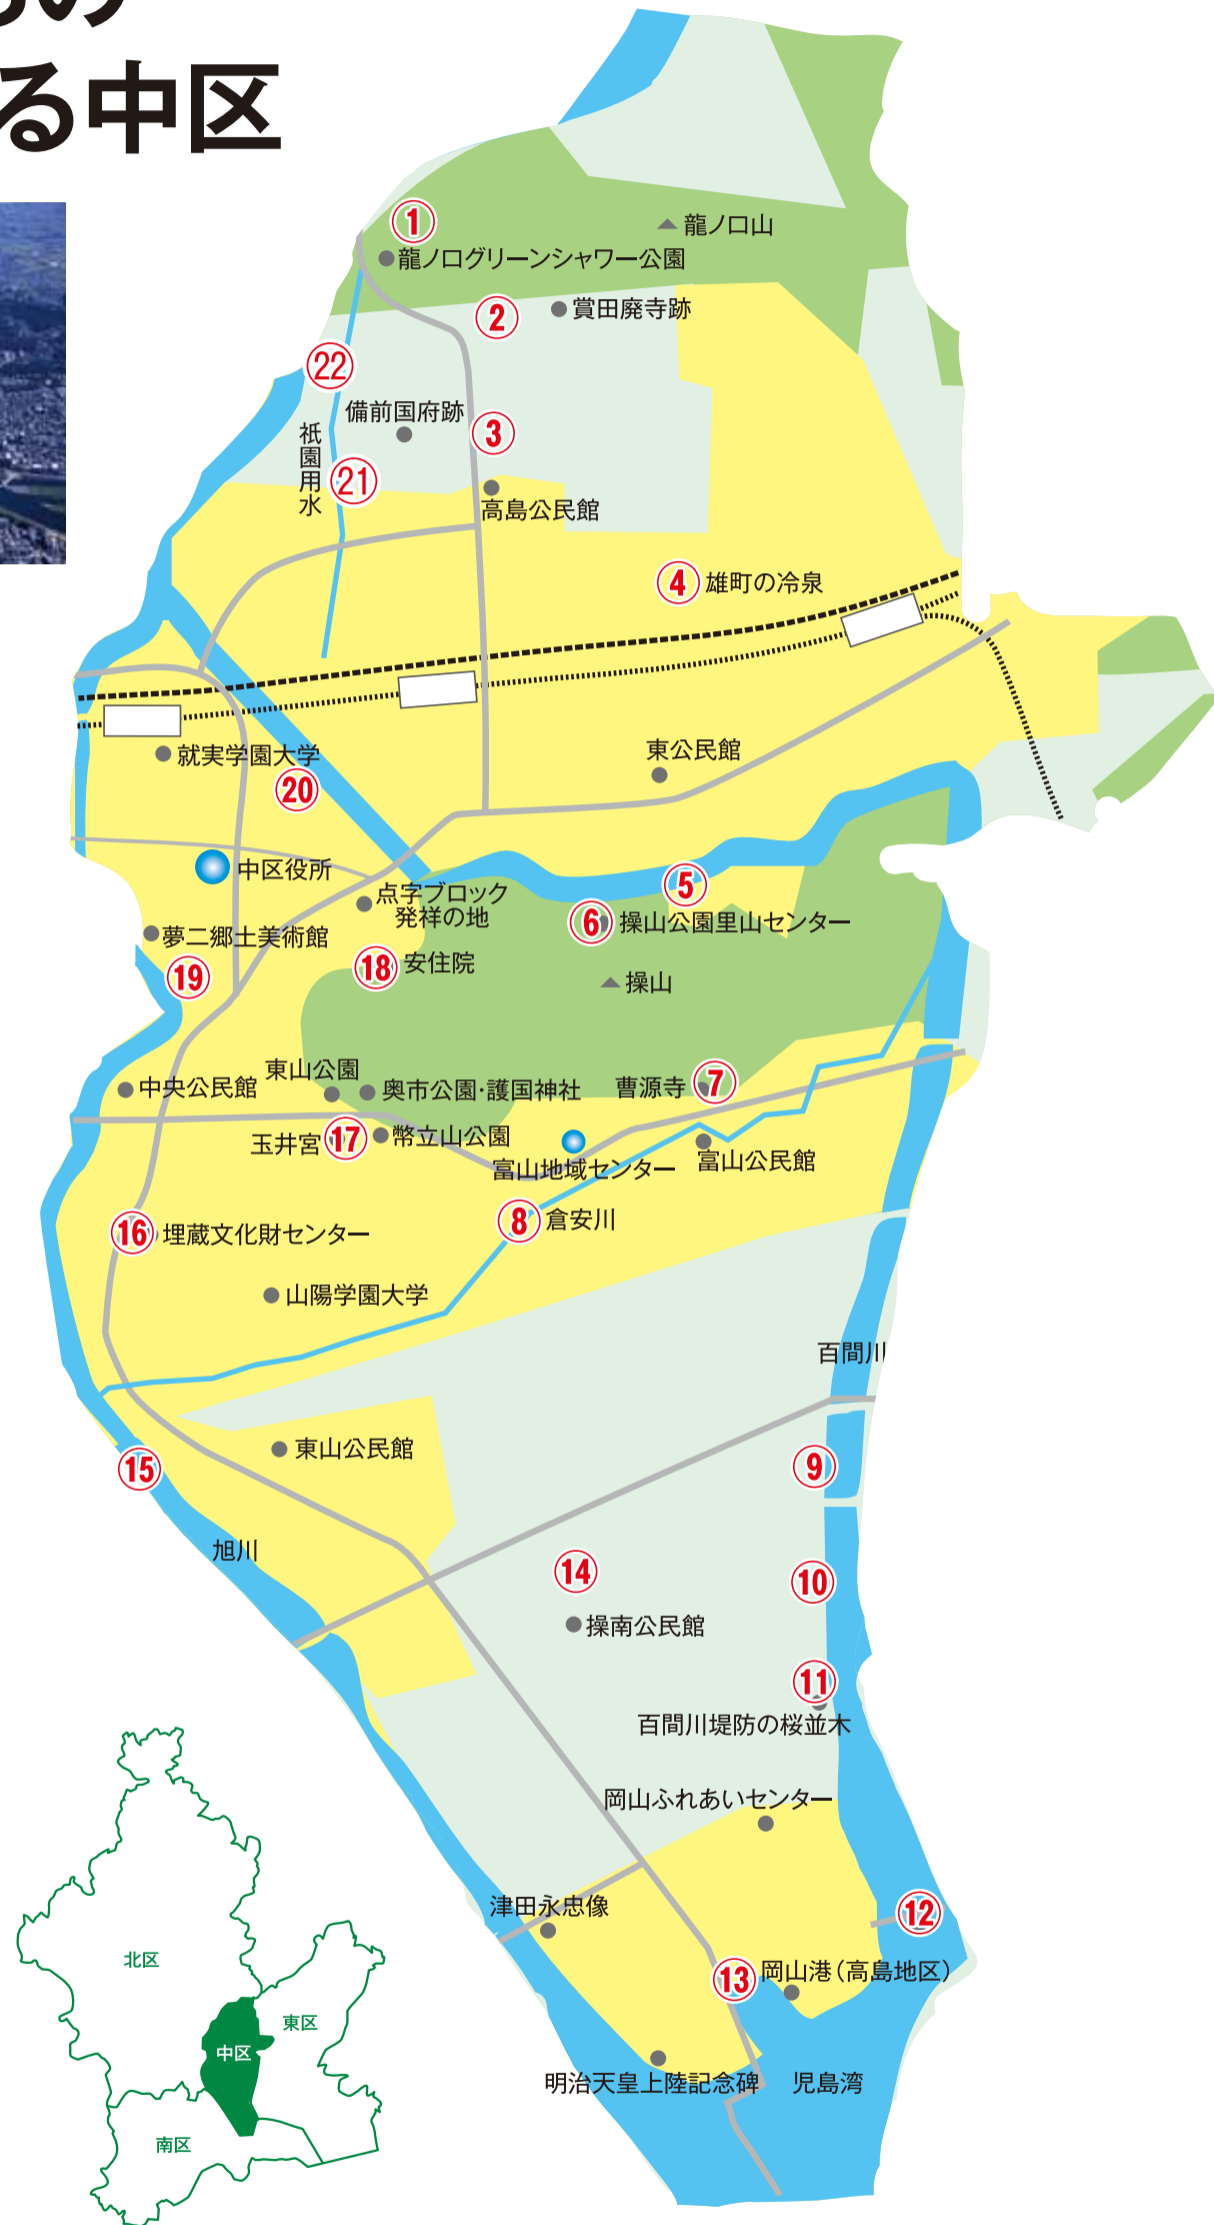 る中区
①
龍ノ口山
龍ノ口グリーンシャワー公園
②
賞田廃寺跡
㉒
備前国府跡
③
祇園用水
㉑
高島公民館
④
雄町の冷泉
就実学園大学
東公民館
⑳
中区役所
⑤
点字ブロック
発祥の地
⑥
操山公園里山センター
夢二郷土美術館
⑱
安住院
⑲
操山
東山公園
中央公民館
奥市公園・護国神社
曹源寺
⑦
玉井宮
⑰
幣立山公園
富山地域センター
富山公民館
⑧
倉安川
⑯
埋蔵文化財センター
山陽学園大学
百間川
東山公民館
⑮
⑨
旭川
⑭
⑩
操南公民館
⑪
百間川堤防の桜並木
岡山ふれあいセンター
津田永忠像
⑫
⑬
岡山港(高島地区)
明治天皇上陸記念碑
児島湾
北区
東区
中区
南区